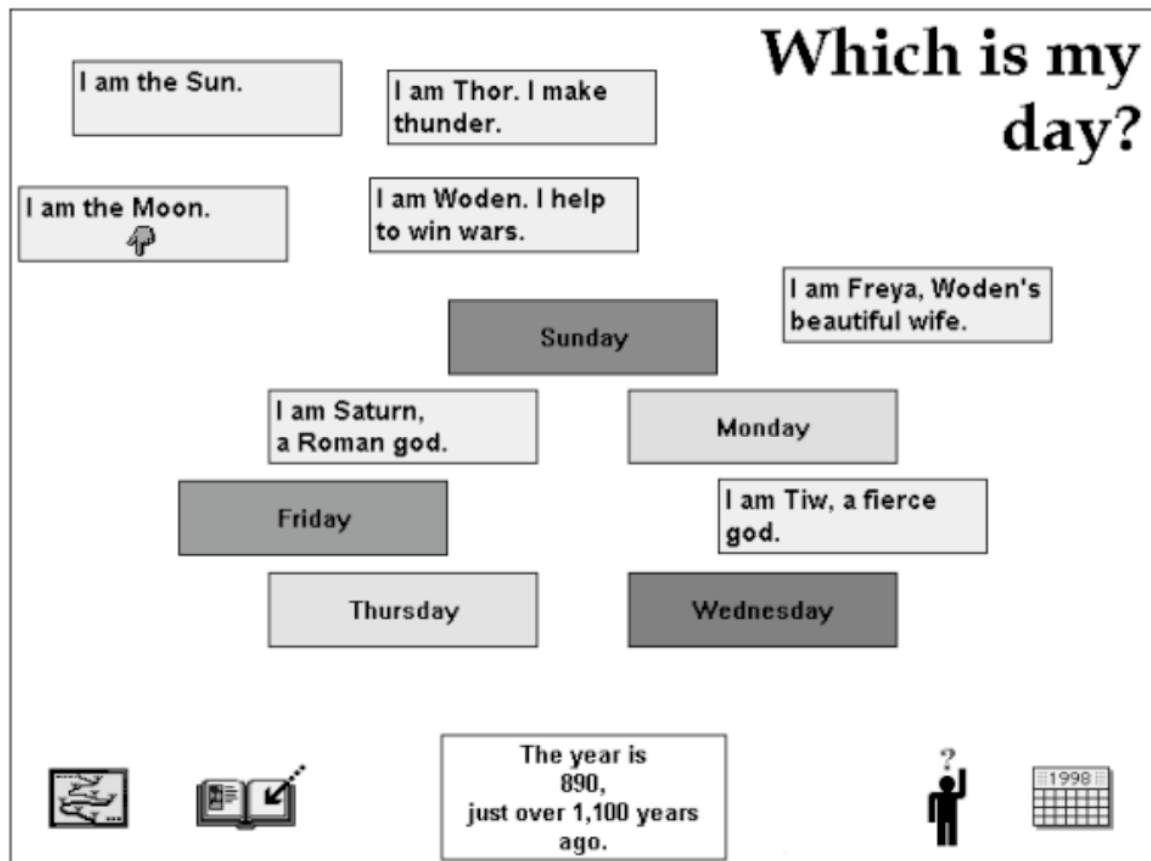 Which is my
day?
I am the Sun.
I am Thor. I make
thunder.
I am the Moon.
I am Woden. I help
to win wars.
I am Freya, Woden's
beautiful wife.
Sunday
I am Saturn,
a Roman god.
Monday
Friday
I am Tiw, a fierce
god.
Thursday
Wednesday
The year is
890,
just over 1,100 years
ago.
?
1998